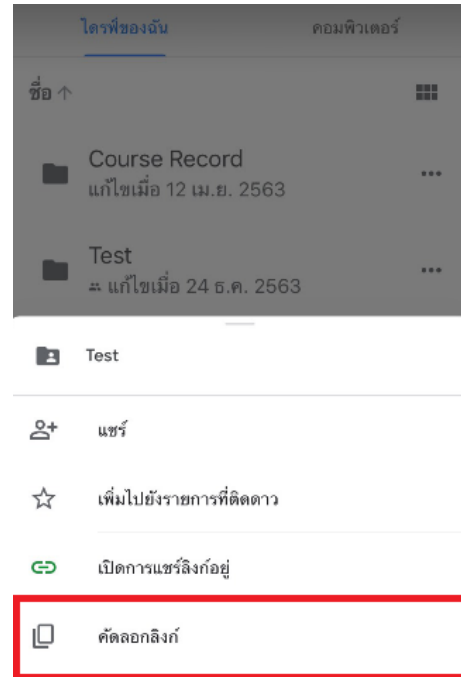 ไดรฟ์ของฉัน คอมพิวเตอร์
ชื่อ ↑
Course Record
แก้ไขเมื่อ 12 เม.ย. 2563
Test
แก้ไขเมื่อ 24 ธ.ค. 2563
Test
แชร์
เพิ่มไปยังรายการที่ติดดาว
เปิดการแชร์ลิงก์อยู่
คัดลอกลิงก์